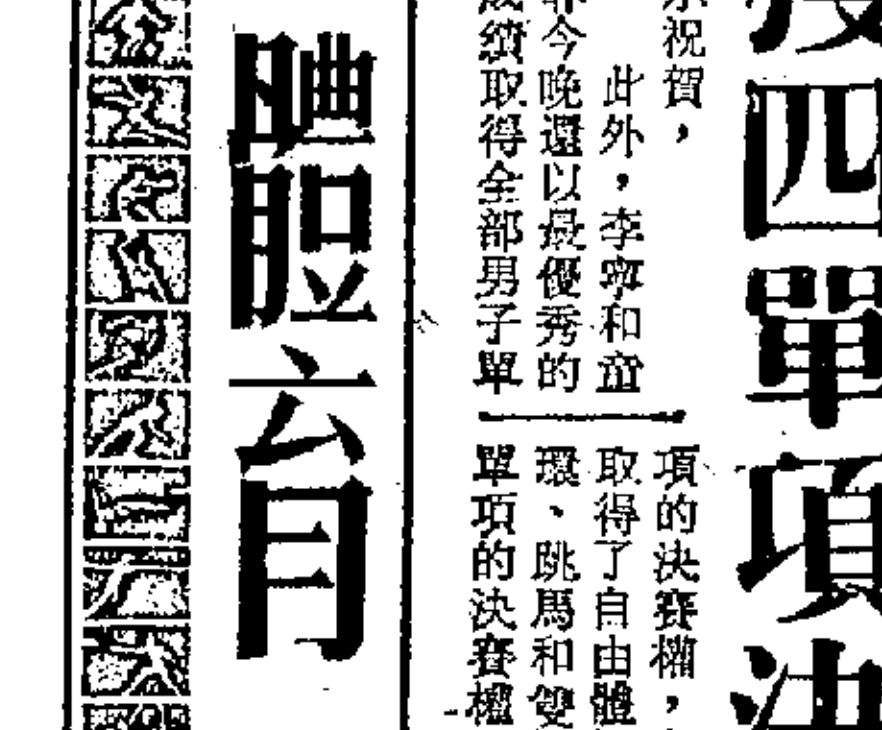 四單項決
祝賀，
此外，李寧和童
非今晚還以最優秀的
成績取得全部男子單
項的決賽權，
取得了自由體
環、跳馬和雙
單項的決賽權
體育